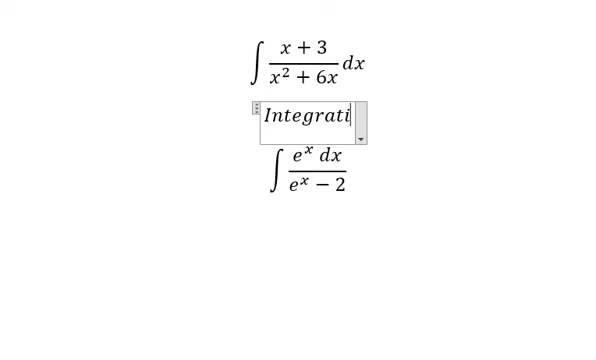 ∫ (x + 3)/(x² + 6x) dx
Integrati
∫ (eˣ dx)/(eˣ − 2)